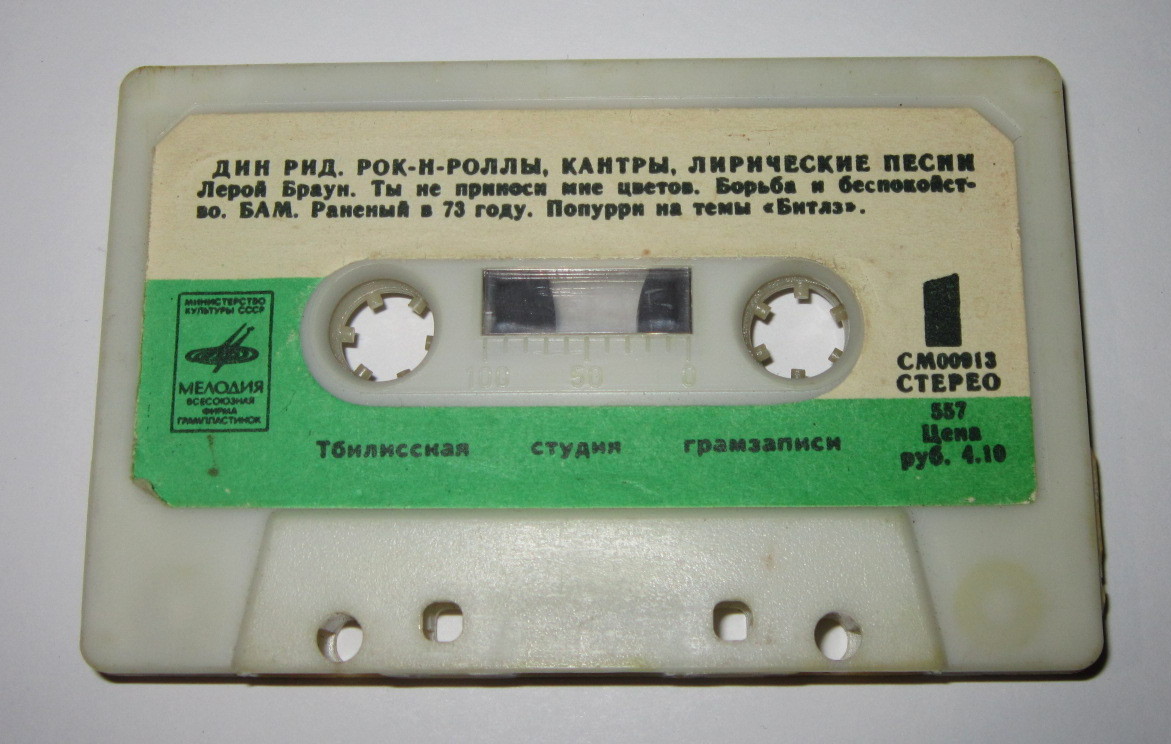 ДИН РИД. РОК-Н-РОЛЛЫ, КАНТРЫ, ЛИРИЧЕСКИЕ ПЕСНИ
Лерой Браун. Ты не приноси мне цветов. Борьба и беспокойст-
во. БАМ. Раненый в 73 году. Попурри на темы «Битлз».
МИНИСТЕРСТВО
КУЛЬТУРЫ СССР
МЕЛОДИЯ
ВСЕСОЮЗНАЯ
ФИРМА
ГРАМПЛАСТИНОК
100 50 0
1
СМ00913
СТЕРЕО
557
Цена
руб. 4.10
Тбилисская студия грамзаписи